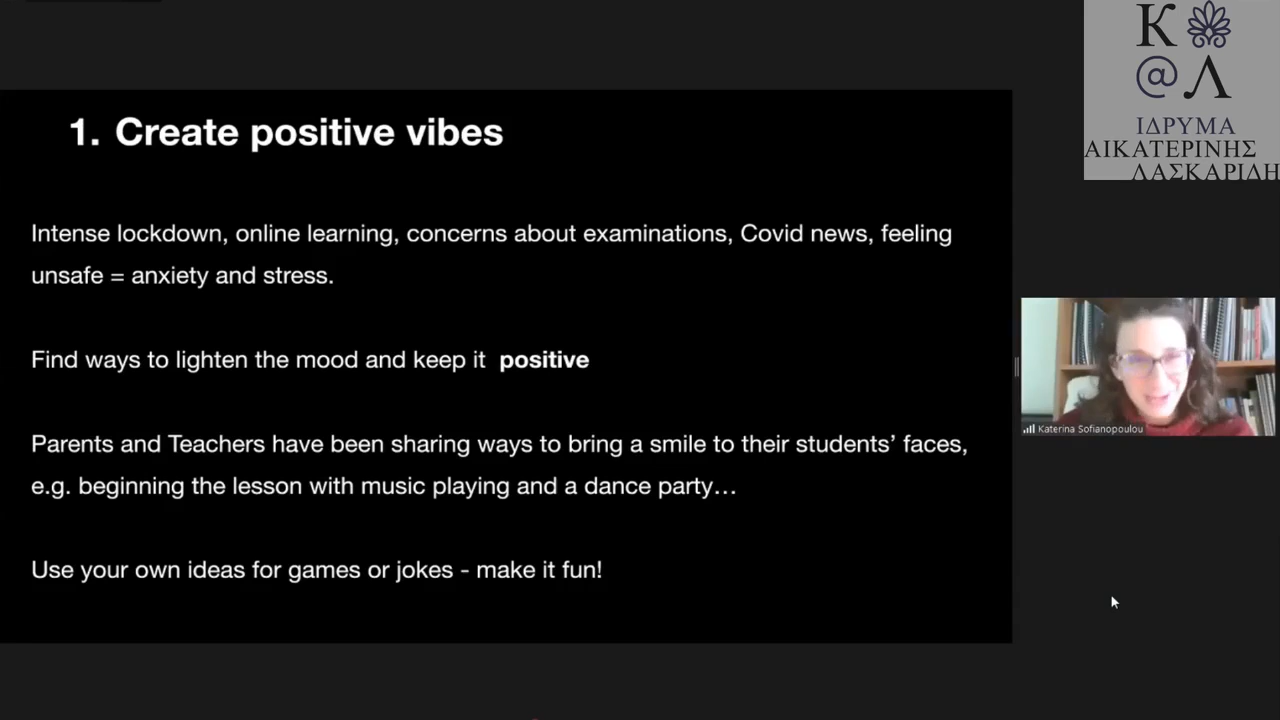 1. Create positive vibes
Intense lockdown, online learning, concerns about examinations, Covid news, feeling
unsafe = anxiety and stress.
Find ways to lighten the mood and keep it positive
Parents and Teachers have been sharing ways to bring a smile to their students’ faces,
e.g. beginning the lesson with music playing and a dance party…
Use your own ideas for games or jokes - make it fun!
Κ
@Λ
ΙΔΡΥΜΑ
ΑΙΚΑΤΕΡΙΝΗΣ
ΛΑΣΚΑΡΙΔΗ
Katerina Sofianopoulou